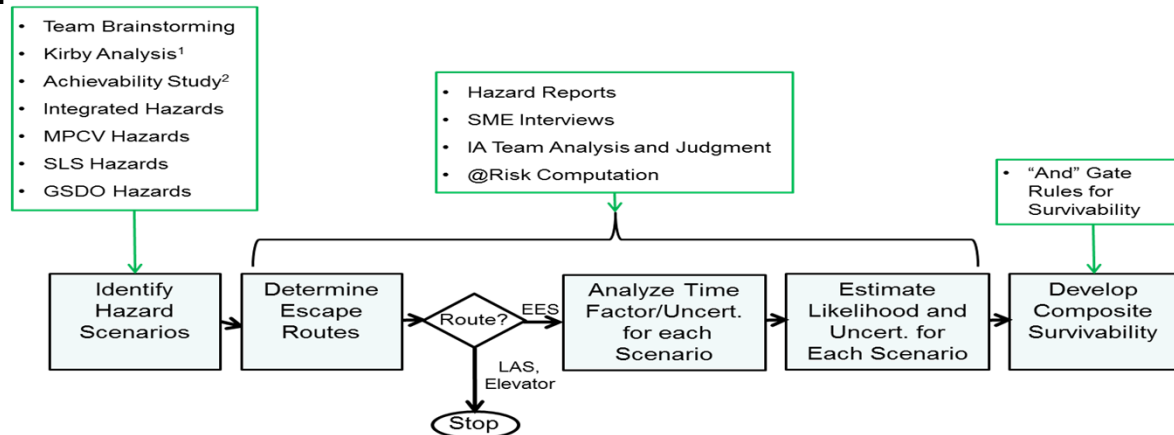 • Team Brainstorming
• Kirby Analysis¹
• Achievability Study²
• Integrated Hazards
• MPCV Hazards
• SLS Hazards
• GSDO Hazards
• Hazard Reports
• SME Interviews
• IA Team Analysis and Judgment
• @Risk Computation
• “And” Gate
Rules for
Survivability
Identify
Hazard
Scenarios
Determine
Escape
Routes
Route?
EES
LAS,
Elevator
Stop
Analyze Time
Factor/Uncert.
for each
Scenario
Estimate
Likelihood and
Uncert. for
Each Scenario
Develop
Composite
Survivability